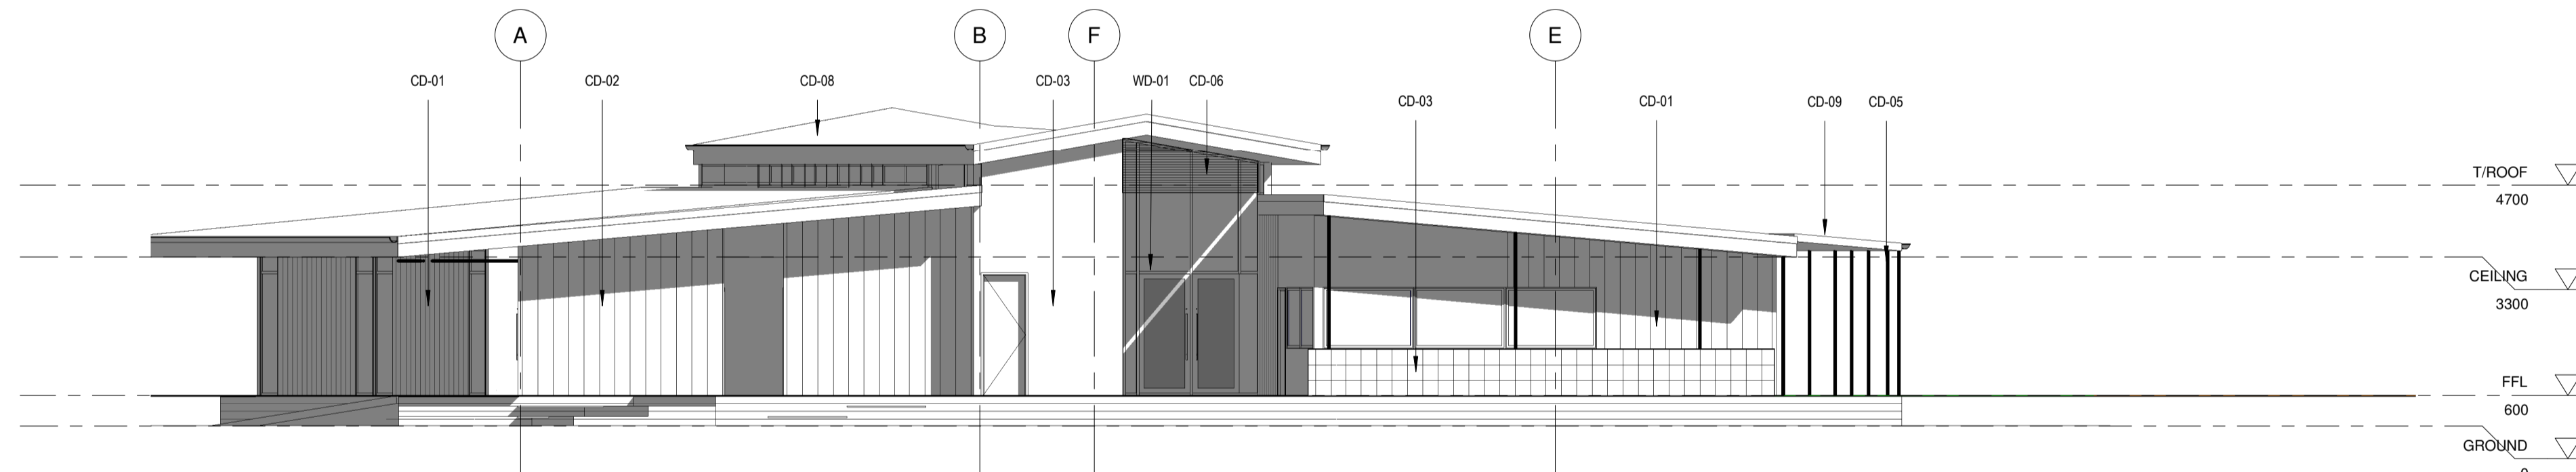 A
B
F
E
CD-01
CD-02
CD-08
CD-03
WD-01
CD-06
CD-03
CD-01
CD-09
CD-05
T/ROOF
4700
CEILING
3300
FFL
600
GROUND
0